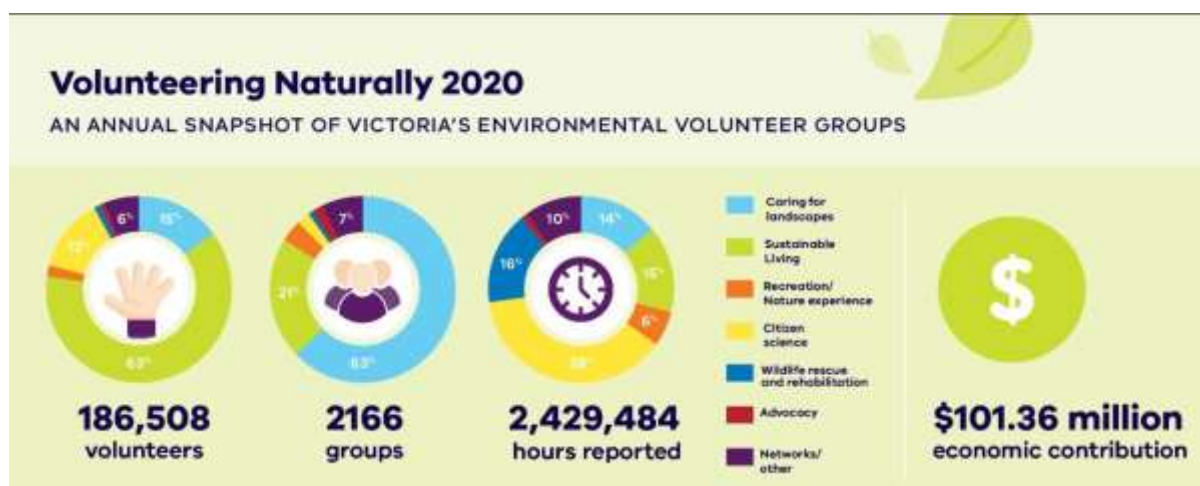 Volunteering Naturally 2020
AN ANNUAL SNAPSHOT OF VICTORIA'S ENVIRONMENTAL VOLUNTEER GROUPS
6%
15%
63%
186,508
volunteers
7%
21%
63%
2166
groups
10%
14%
16%
15%
6%
2,429,484
hours reported
Caring for
landscapes
Sustainable
Living
Recreation/
Nature experience
Citizen
science
Wildlife rescue
and rehabilitation
Advocacy
Networks/
other
$
$101.36 million
economic contribution